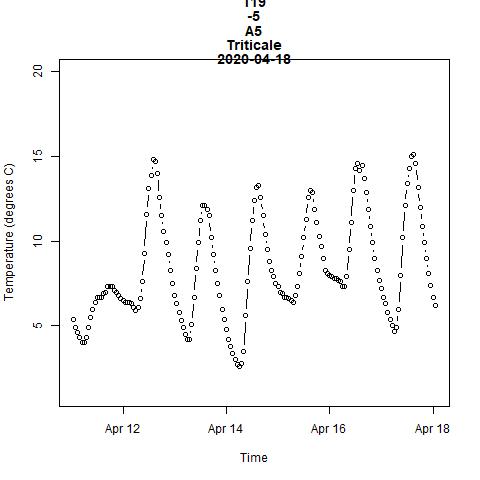 T19
-5
A5
Triticale
2020-04-18
20
15
10
5
Temperature (degrees C)
Apr 12
Apr 14
Apr 16
Apr 18
Time